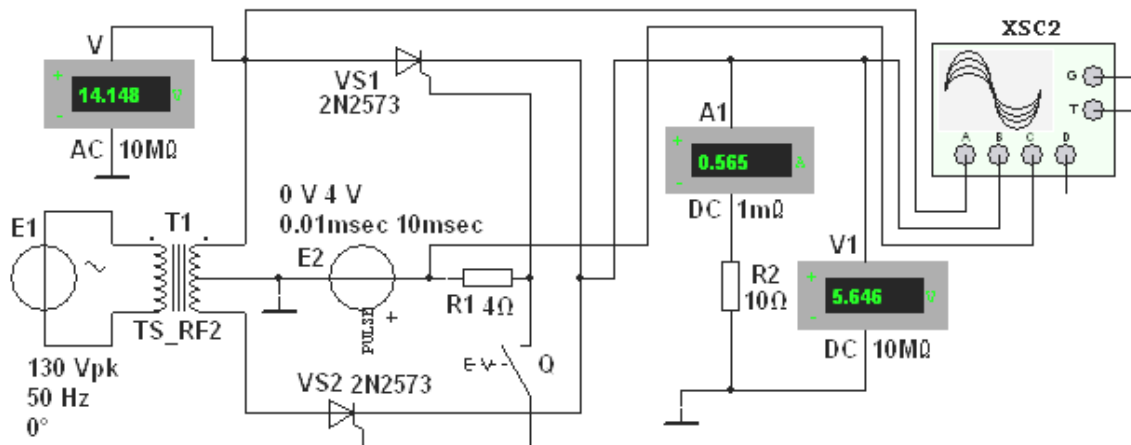 XSC2
G
T
A B C D
V
+
14.148 V
-
AC 10MΩ
VS1
2N2573
A1
+
0.565 A
-
DC 1mΩ
0 V 4 V
0.01msec 10msec
E1
T1
E2
+
PULSE
R1 4Ω
TS_RF2
130 Vpk
50 Hz
0°
VS2 2N2573
Q
R2
10Ω
V1
+
5.646 V
-
DC 10MΩ